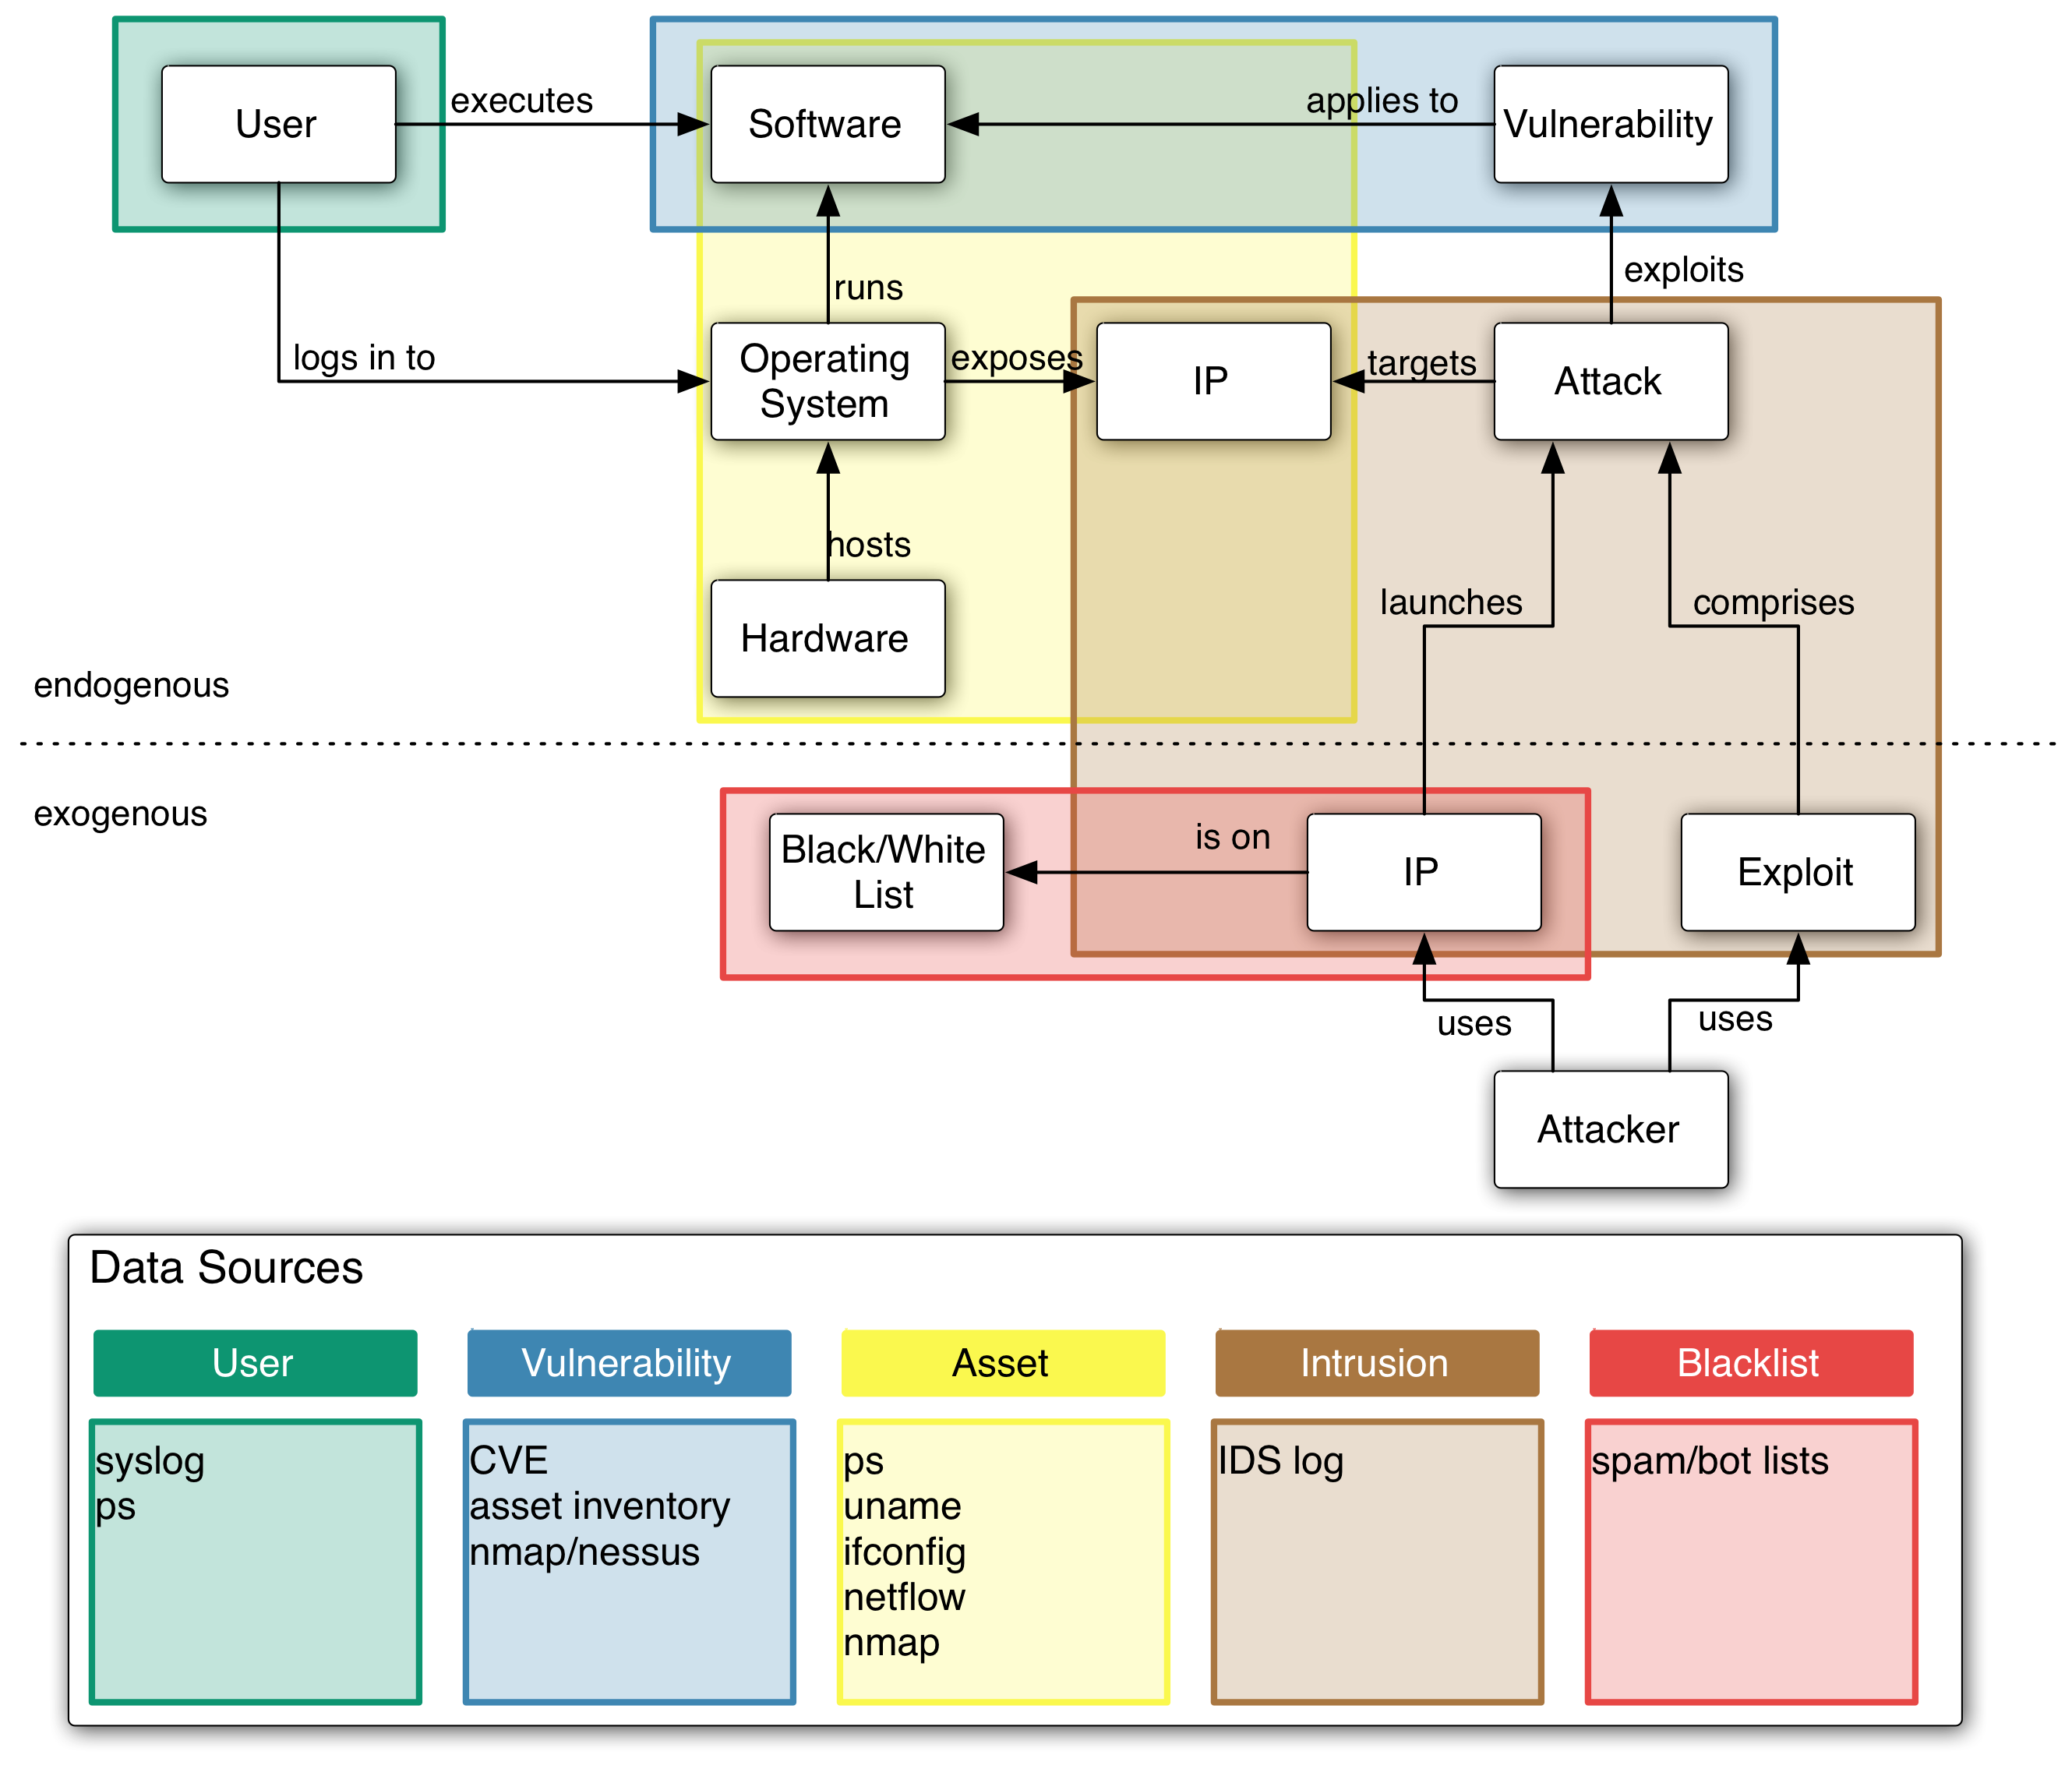 User
executes
Software
applies to
Vulnerability
runs
exploits
logs in to
Operating
System
exposes
IP
targets
Attack
hosts
Hardware
launches
comprises
endogenous
exogenous
Black/White
List
is on
IP
Exploit
uses
uses
Attacker
Data Sources
User
Vulnerability
Asset
Intrusion
Blacklist
syslog
ps
CVE
asset inventory
nmap/nessus
ps
uname
ifconfig
netflow
nmap
IDS log
spam/bot lists